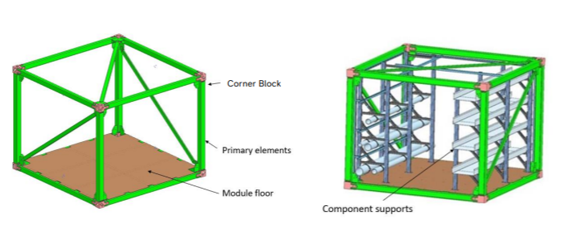 Corner Block
Primary elements
Module floor
Component supports